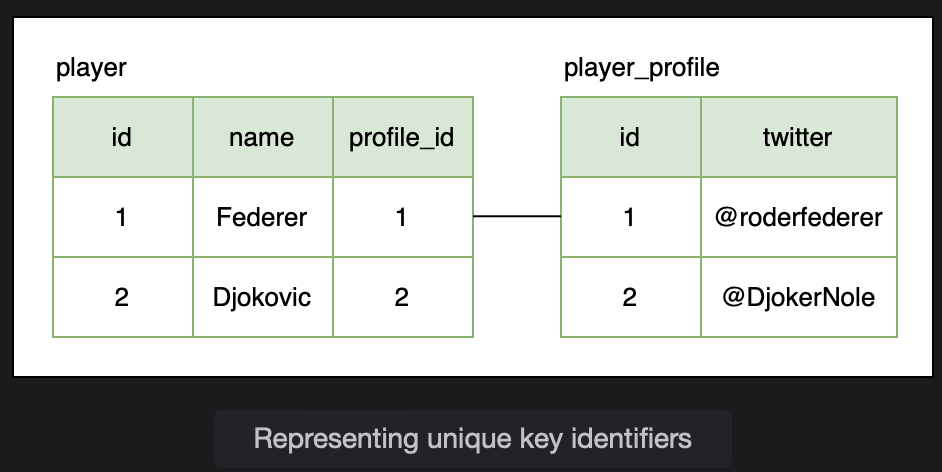 player
id name profile_id
1 Federer 1
2 Djokovic 2
player_profile
id twitter
1 @roderfederer
2 @DjokerNole
Representing unique key identifiers